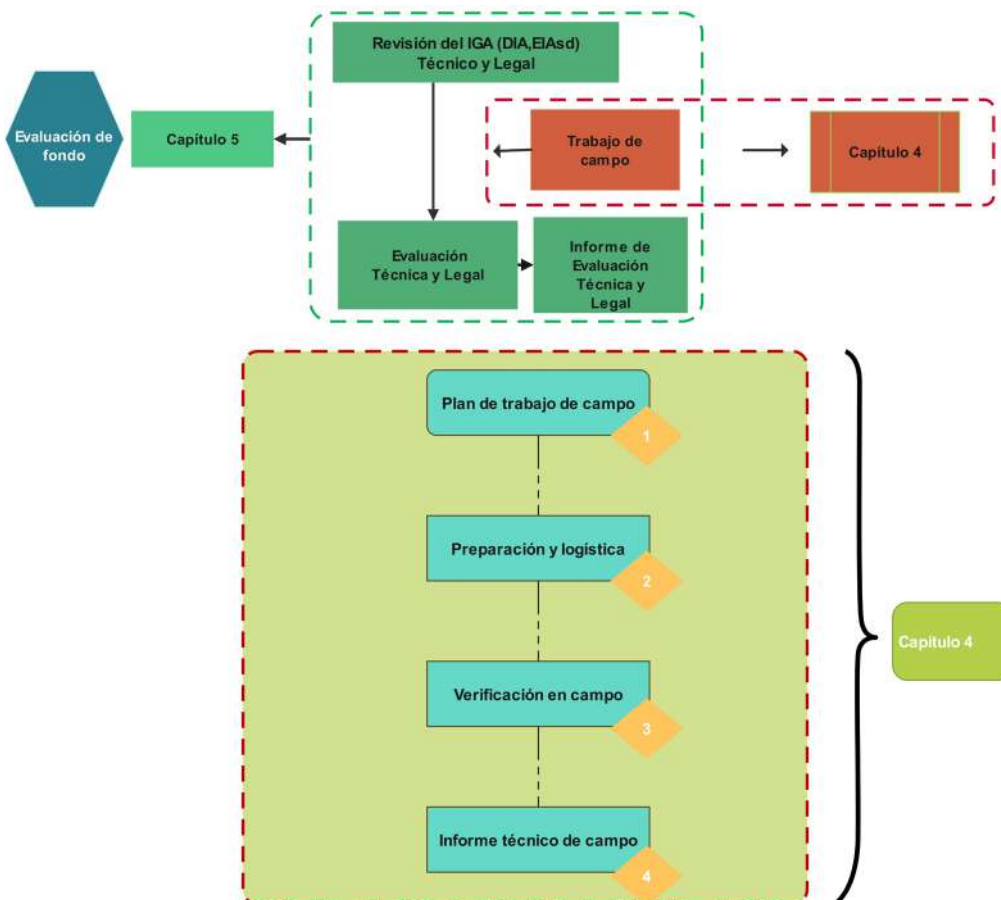 Revisión del IGA (DIA,EIAsd)
Técnico y Legal
Evaluación de
fondo
Capítulo 5
Trabajo de
campo
Capítulo 4
Evaluación
Técnica y Legal
Informe de
Evaluación
Técnica y
Legal
Plan de trabajo de campo
1
Preparación y logística
2
Capítulo 4
Verificación en campo
3
Informe técnico de campo
4